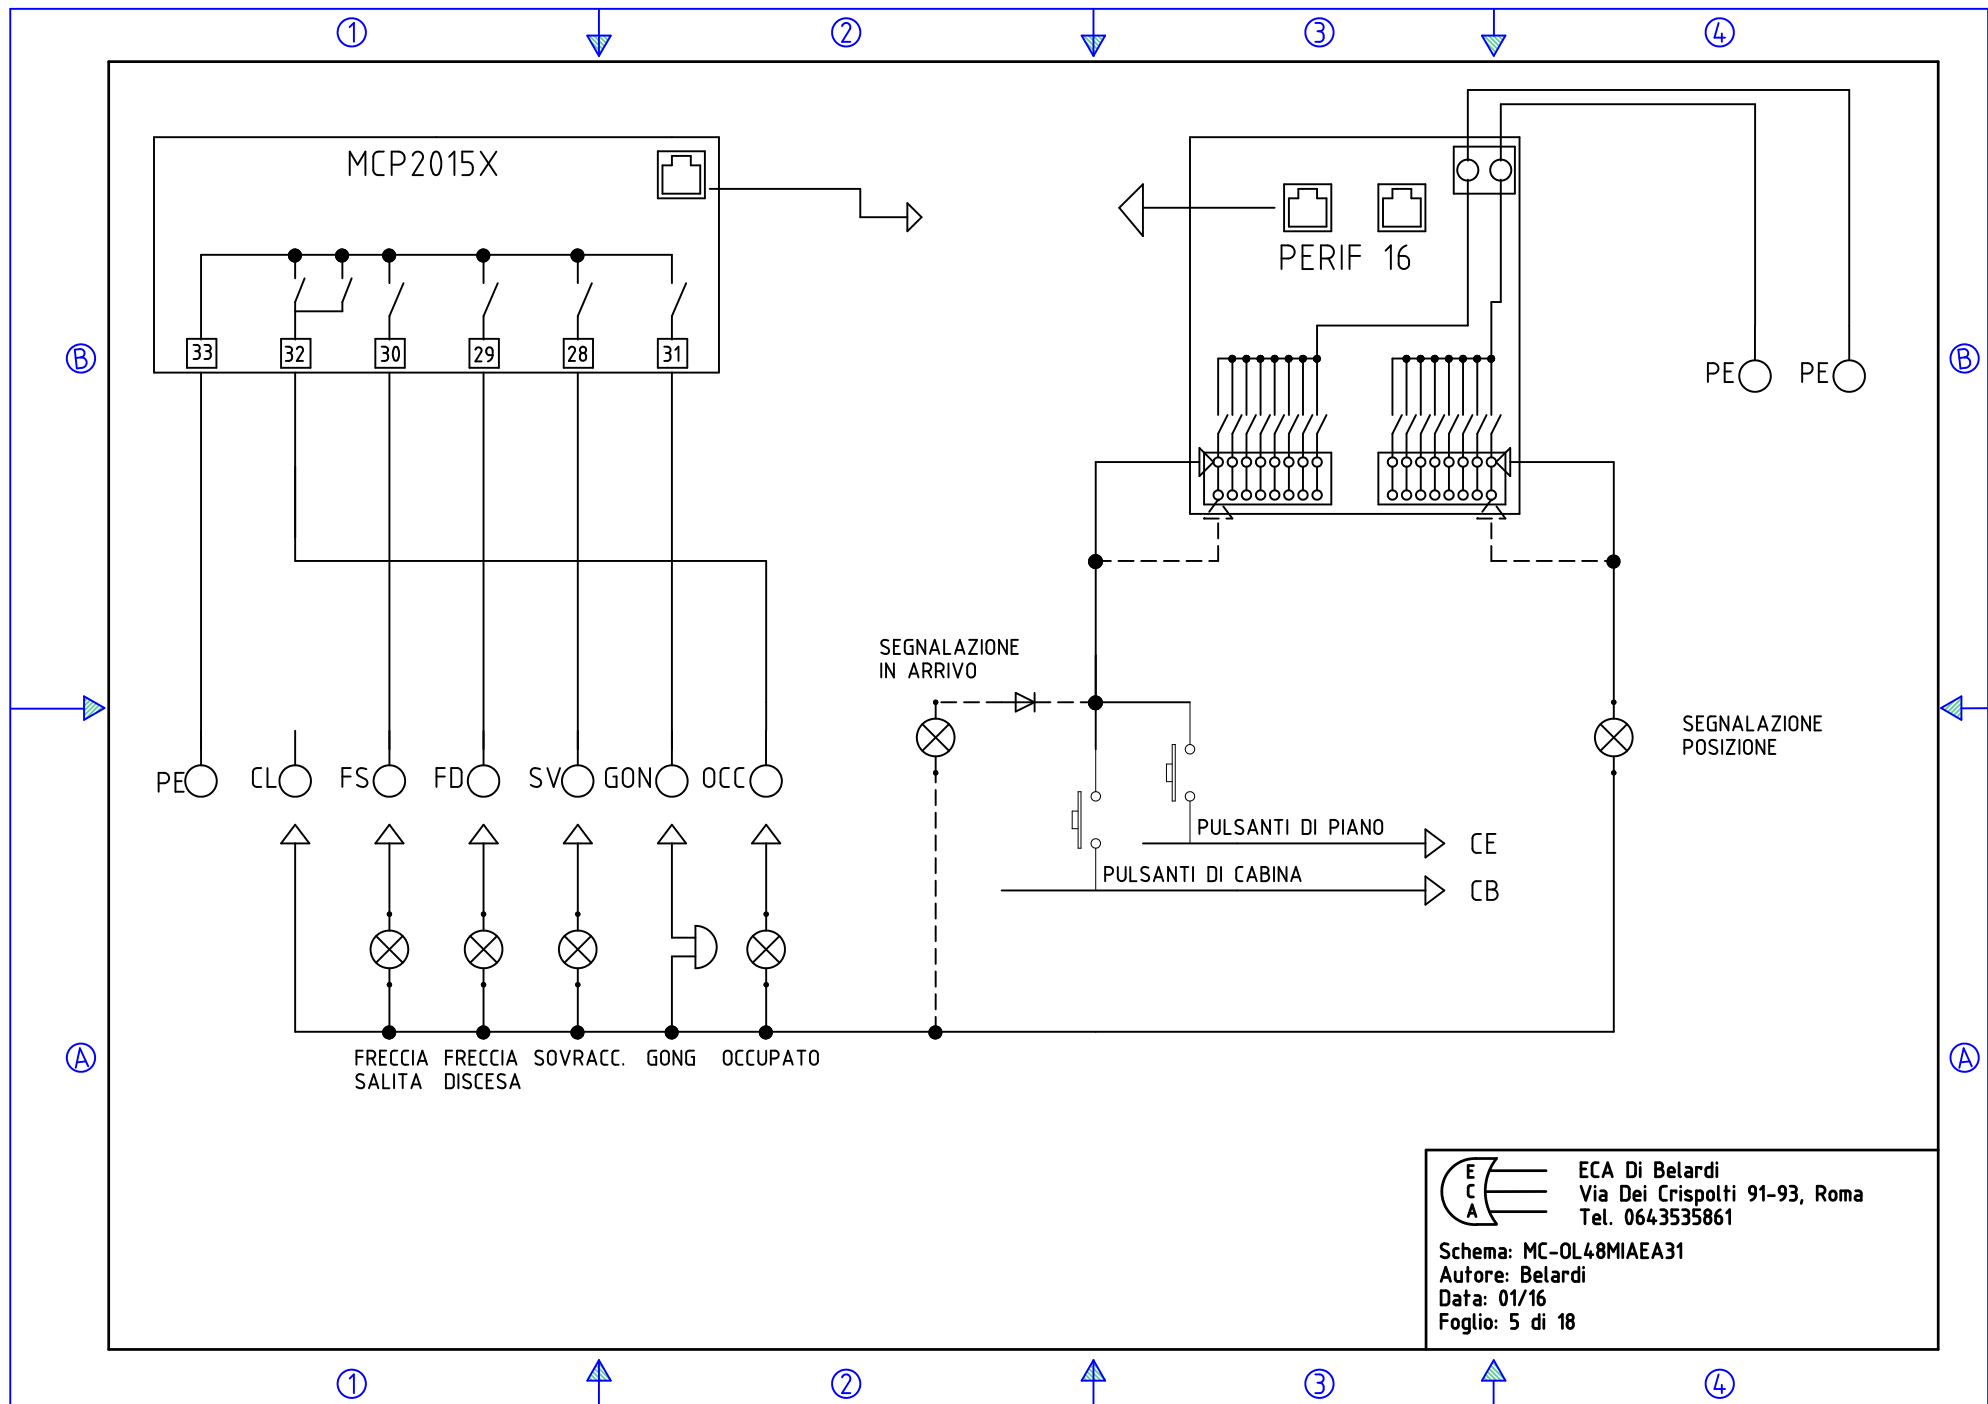 1 2 3 4
MCP2015X
PERIF 16
B B
33 32 30 29 28 31
PE PE
SEGNALAZIONE
IN ARRIVO
SEGNALAZIONE
POSIZIONE
PE CL FS FD SV GON OCC
PULSANTI DI PIANO CE
PULSANTI DI CABINA CB
A A
FRECCIA
SALITA
FRECCIA
DISCESA
SOVRACC.
GONG
OCCUPATO
E
C
A
ECA Di Belardi
Via Dei Crispolti 91-93, Roma
Tel. 0643535861
Schema: MC-OL48MIAEA31
Autore: Belardi
Data: 01/16
Foglio: 5 di 18
1 2 3 4